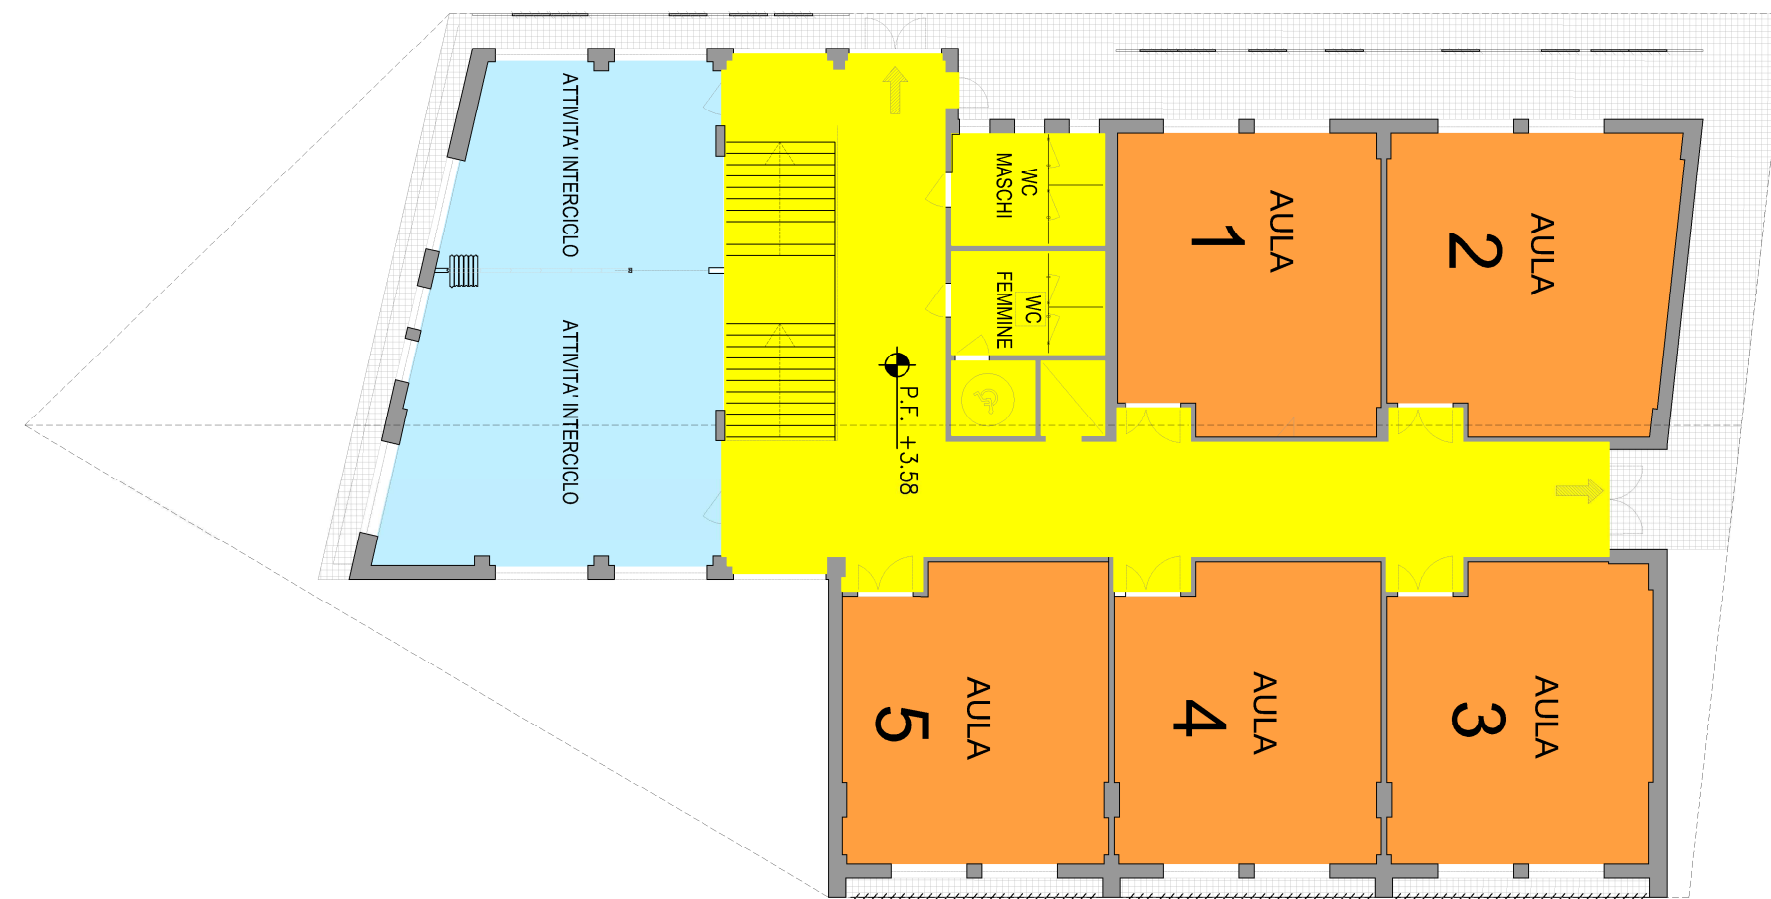 ATTIVITA' INTERCICLO
ATTIVITA' INTERCICLO
WC
MASCHI
WC
FEMMINE
P.F. +3.58
AULA
1
AULA
2
AULA
5
AULA
4
AULA
3